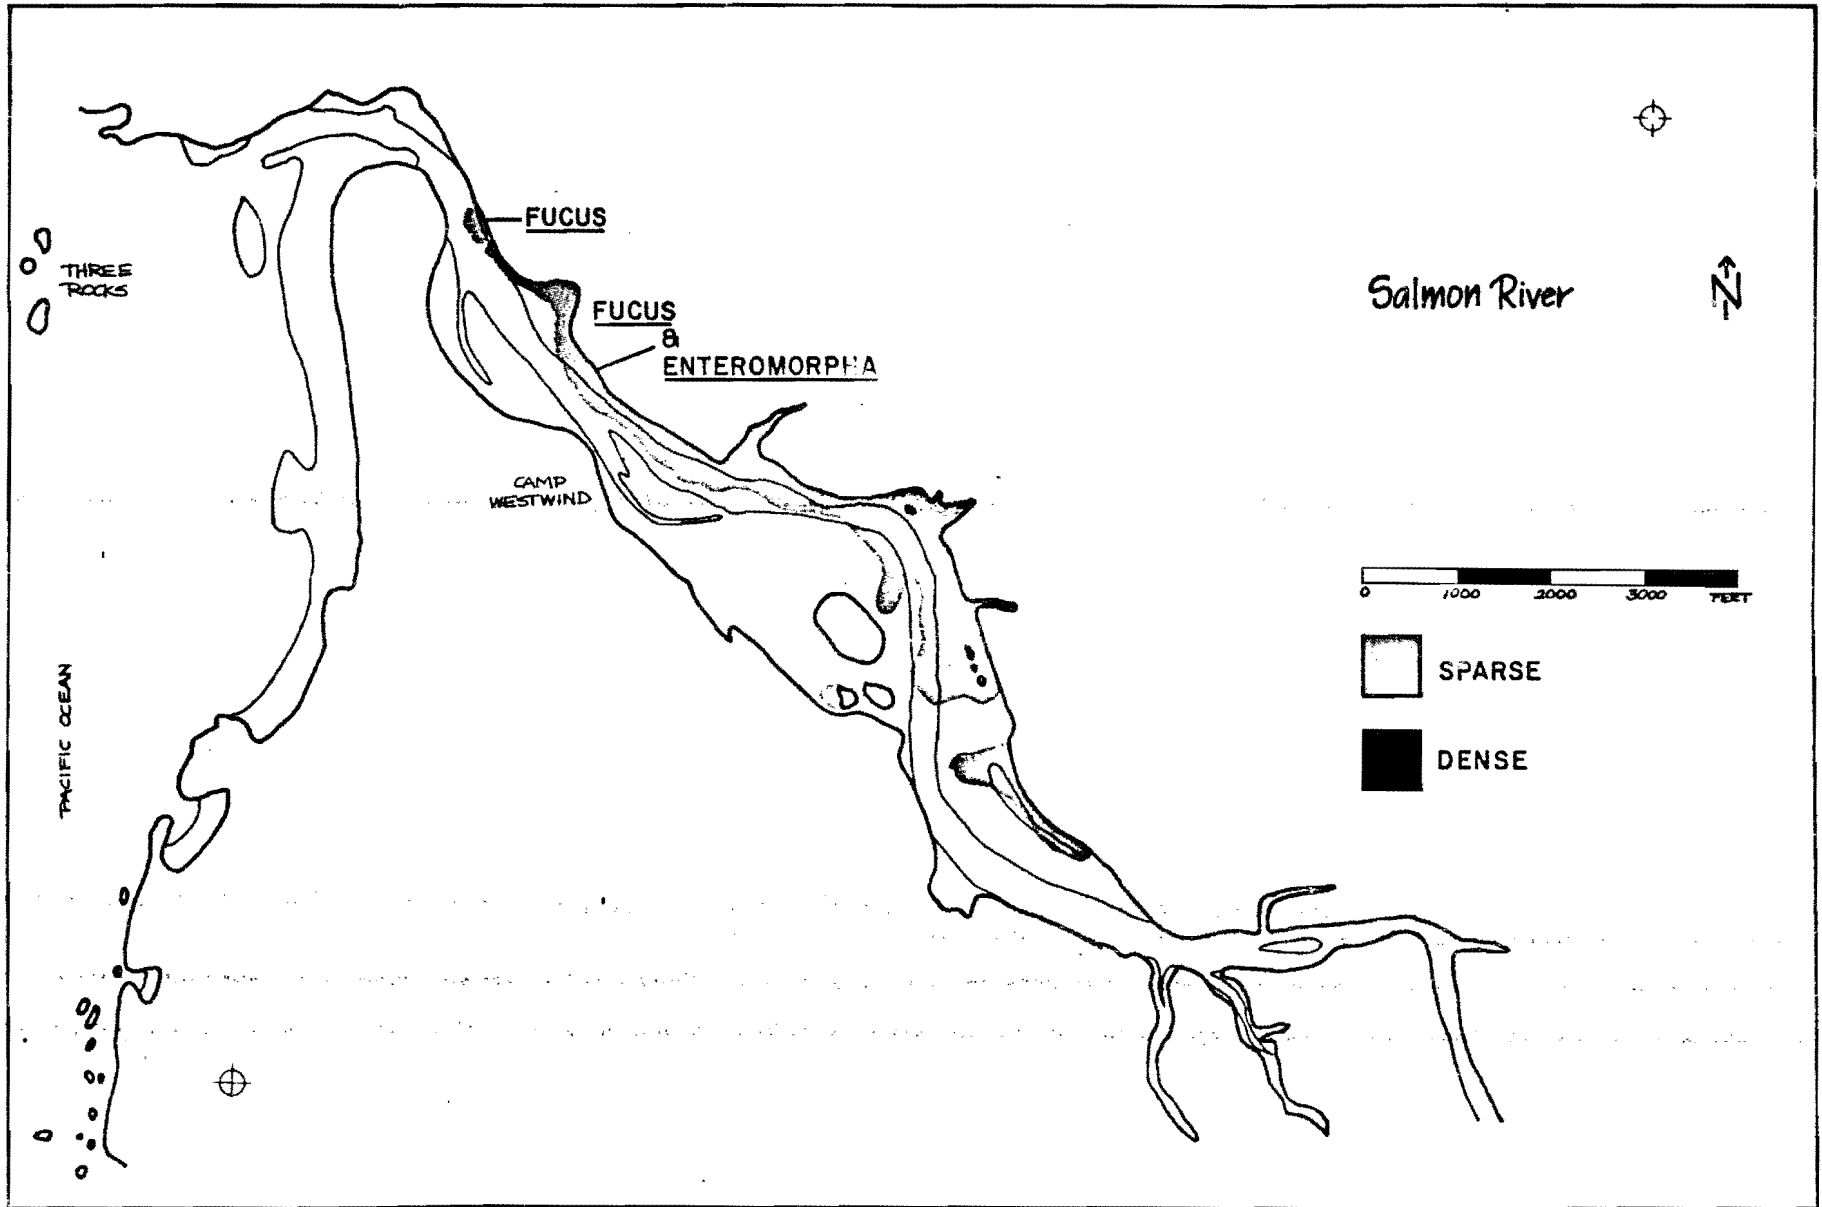 FUCUS
THREE
ROCKS
Salmon River
N
FUCUS
&
ENTEROMORPHA
CAMP
WESTWIND
0 1000 2000 3000 FEET
SPARSE
DENSE
PACIFIC OCEAN